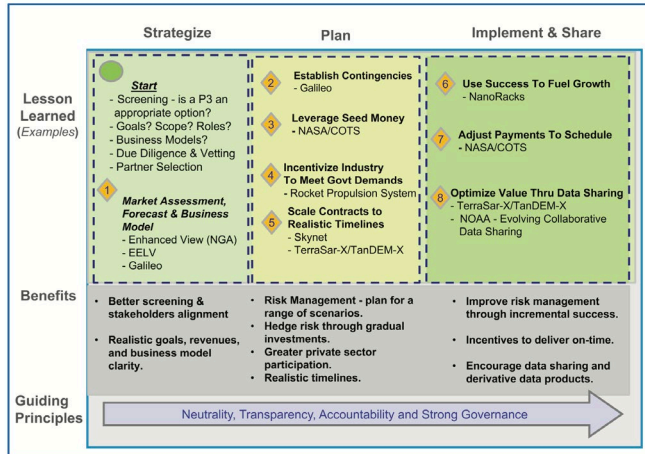 Strategize
Plan
Implement & Share
Lesson
Learned
(Examples)
Start
- Screening - is a P3 an
appropriate option?
- Goals? Scope? Roles?
- Business Models?
- Due Diligence & Vetting
- Partner Selection
1
Market Assessment,
Forecast & Business
Model
- Enhanced View (NGA)
- EELV
- Galileo
2
Establish Contingencies
- Galileo
3
Leverage Seed Money
- NASA/COTS
4
Incentivize Industry
To Meet Govt Demands
- Rocket Propulsion System
5
Scale Contracts to
Realistic Timelines
- Skynet
- TerraSar-X/TanDEM-X
6
Use Success To Fuel Growth
- NanoRacks
7
Adjust Payments To Schedule
- NASA/COTS
8
Optimize Value Thru Data Sharing
- TerraSar-X/TanDEM-X
- NOAA - Evolving Collaborative
Data Sharing
Benefits
• Better screening &
stakeholders alignment
• Realistic goals, revenues,
and business model
clarity.
• Risk Management - plan for a
range of scenarios.
• Hedge risk through gradual
investments.
• Greater private sector
participation.
• Realistic timelines.
• Improve risk management
through incremental success.
• Incentives to deliver on-time.
• Encourage data sharing and
derivative data products.
Guiding
Principles
Neutrality, Transparency, Accountability and Strong Governance